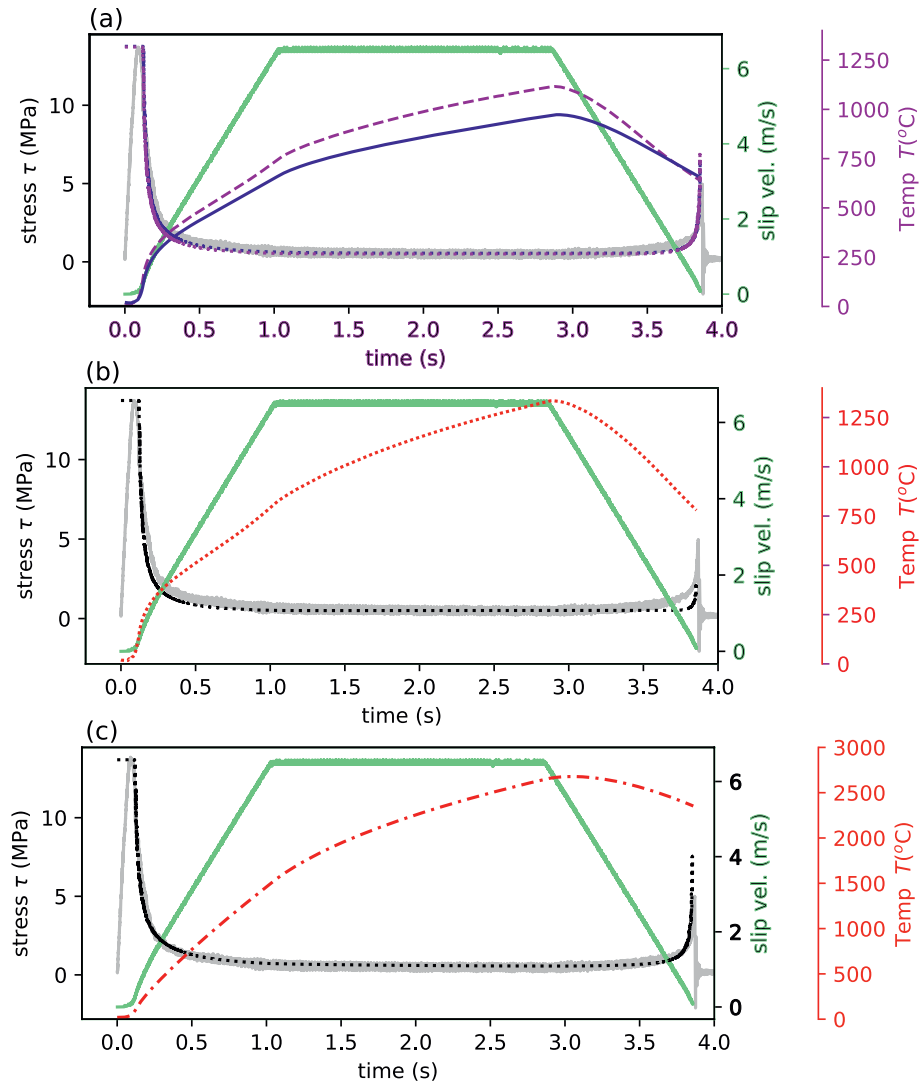 (a)
stress τ (MPa)
10
5
0
0.0 0.5 1.0 1.5 2.0 2.5 3.0 3.5 4.0
time (s)
6
4
2
0
slip vel. (m/s)
1250
1000
750
500
250
0
Temp T(°C)
(b)
stress τ (MPa)
10
5
0
0.0 0.5 1.0 1.5 2.0 2.5 3.0 3.5 4.0
time (s)
6
4
2
0
slip vel. (m/s)
1250
1000
750
500
250
0
Temp T(°C)
(c)
stress τ (MPa)
10
5
0
0.0 0.5 1.0 1.5 2.0 2.5 3.0 3.5 4.0
time (s)
6
4
2
0
slip vel. (m/s)
3000
2500
2000
1500
1000
500
0
Temp T(°C)